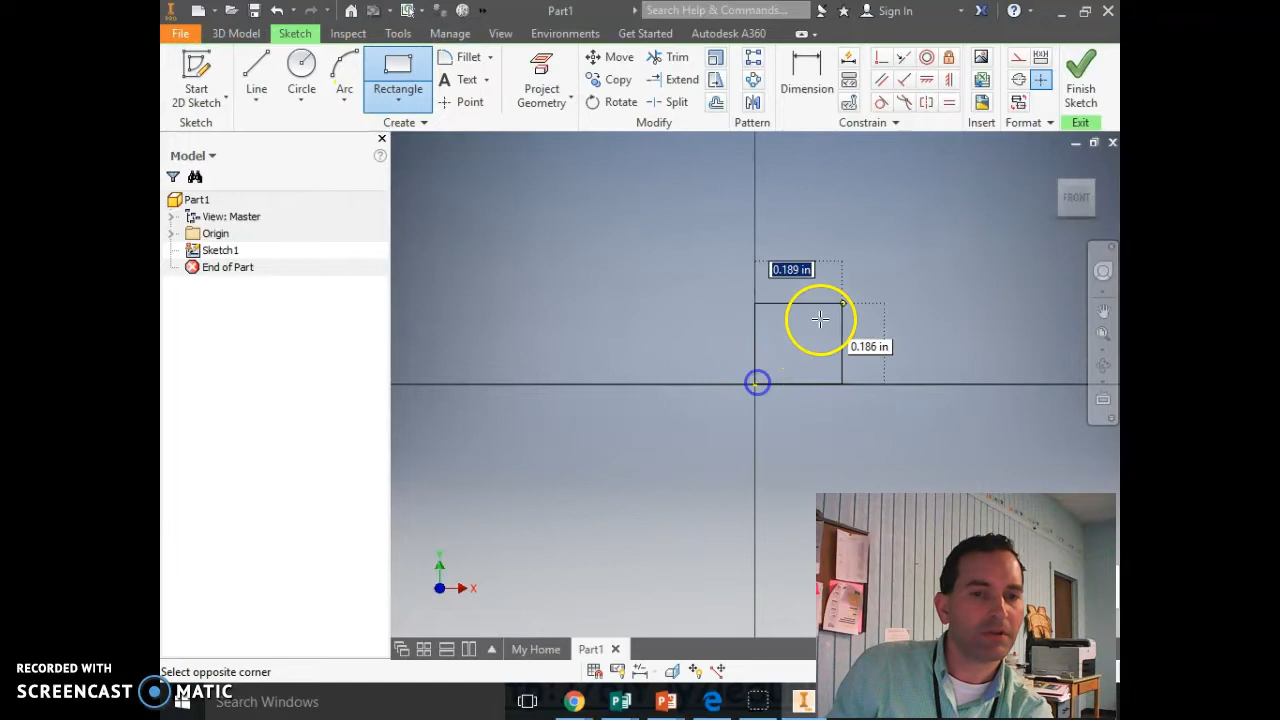 PRO
Part1
Search Help & Commands...
Sign In
File
3D Model
Sketch
Inspect
Tools
Manage
View
Environments
Get Started
Autodesk A360
Start
2D Sketch
Line
Circle
Arc
Rectangle
Fillet
Text
Point
Project
Geometry
Move
Copy
Rotate
Trim
Extend
Split
Dimension
Finish
Sketch
Sketch
Create
Modify
Pattern
Constrain
Insert
Format
Exit
Model
Part1
View: Master
Origin
Sketch1
End of Part
FRONT
0.189 in
0.186 in
Y
X
My Home
Part1
Select opposite corner
Search Windows
RECORDED WITH
SCREENCAST MATIC